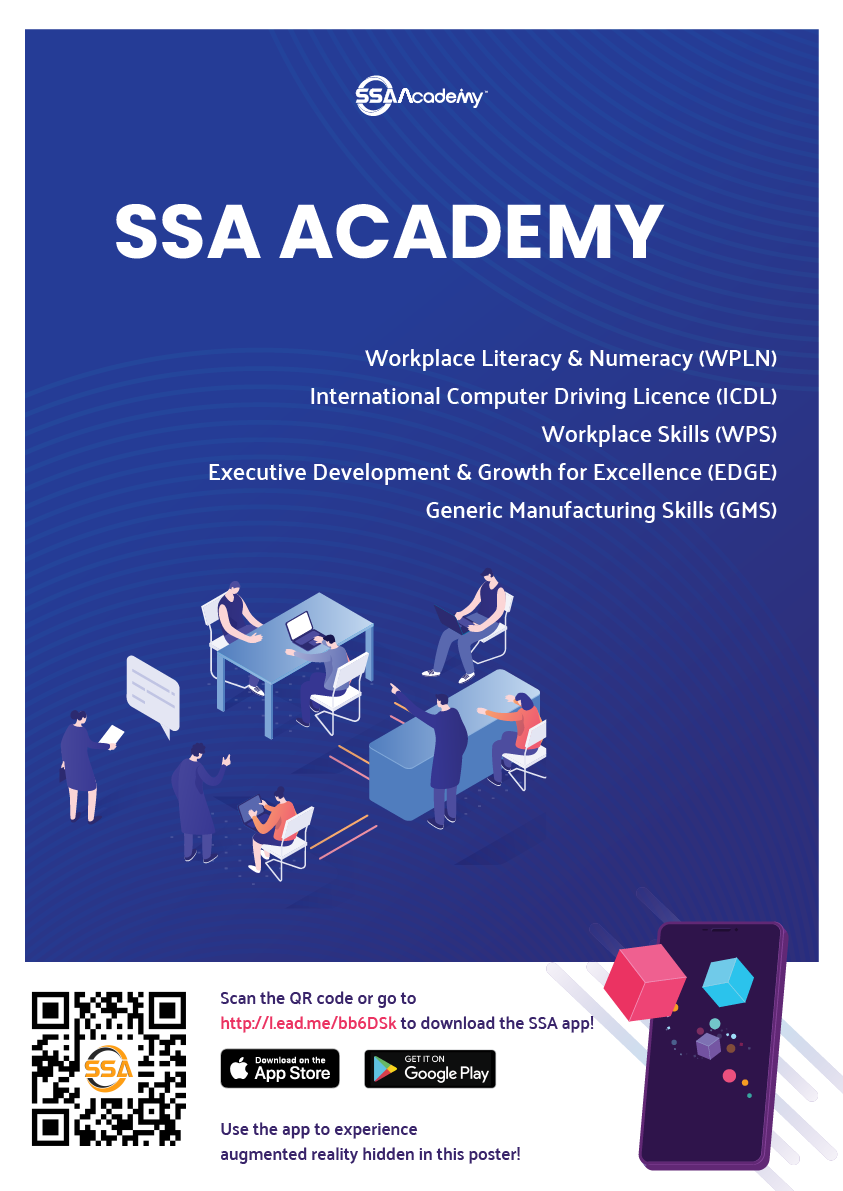 SSA Academy™
SSA ACADEMY
Workplace Literacy & Numeracy (WPLN)
International Computer Driving Licence (ICDL)
Workplace Skills (WPS)
Executive Development & Growth for Excellence (EDGE)
Generic Manufacturing Skills (GMS)
SSA
Scan the QR code or go to
http://l.ead.me/bb6DSk to download the SSA app!
Download on the
App Store
GET IT ON
Google Play
Use the app to experience
augmented reality hidden in this poster!